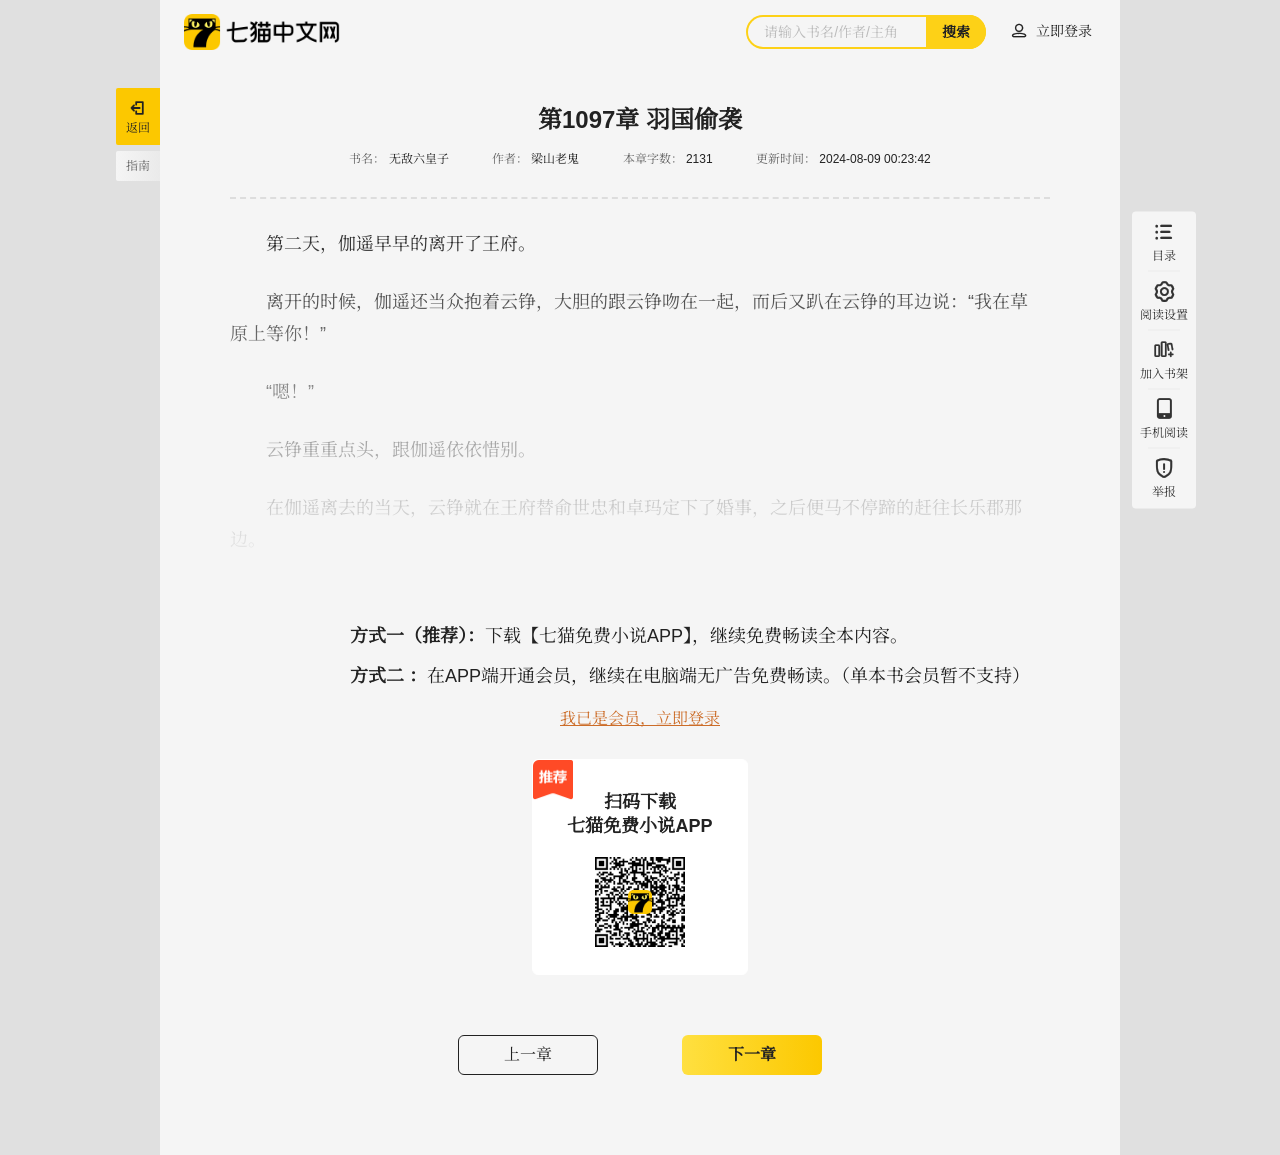 七猫中文网
请输入书名/作者/主角
搜索
立即登录
返回
指南
第1097章 羽国偷袭
书名： 无敌六皇子 作者： 梁山老鬼 本章字数： 2131 更新时间： 2024-08-09 00:23:42
第二天，伽遥早早的离开了王府。
离开的时候，伽遥还当众抱着云铮，大胆的跟云铮吻在一起，而后又趴在云铮的耳边说：“我在草
原上等你！”
“嗯！”
云铮重重点头，跟伽遥依依惜别。
在伽遥离去的当天，云铮就在王府替俞世忠和卓玛定下了婚事，之后便马不停蹄的赶往长乐郡那
边。
目录
阅读设置
加入书架
手机阅读
举报
方式一（推荐）：下载【七猫免费小说APP】，继续免费畅读全本内容。
方式二 ：在APP端开通会员，继续在电脑端无广告免费畅读。（单本书会员暂不支持）
我已是会员，立即登录
推荐
扫码下载
七猫免费小说APP
上一章
下一章